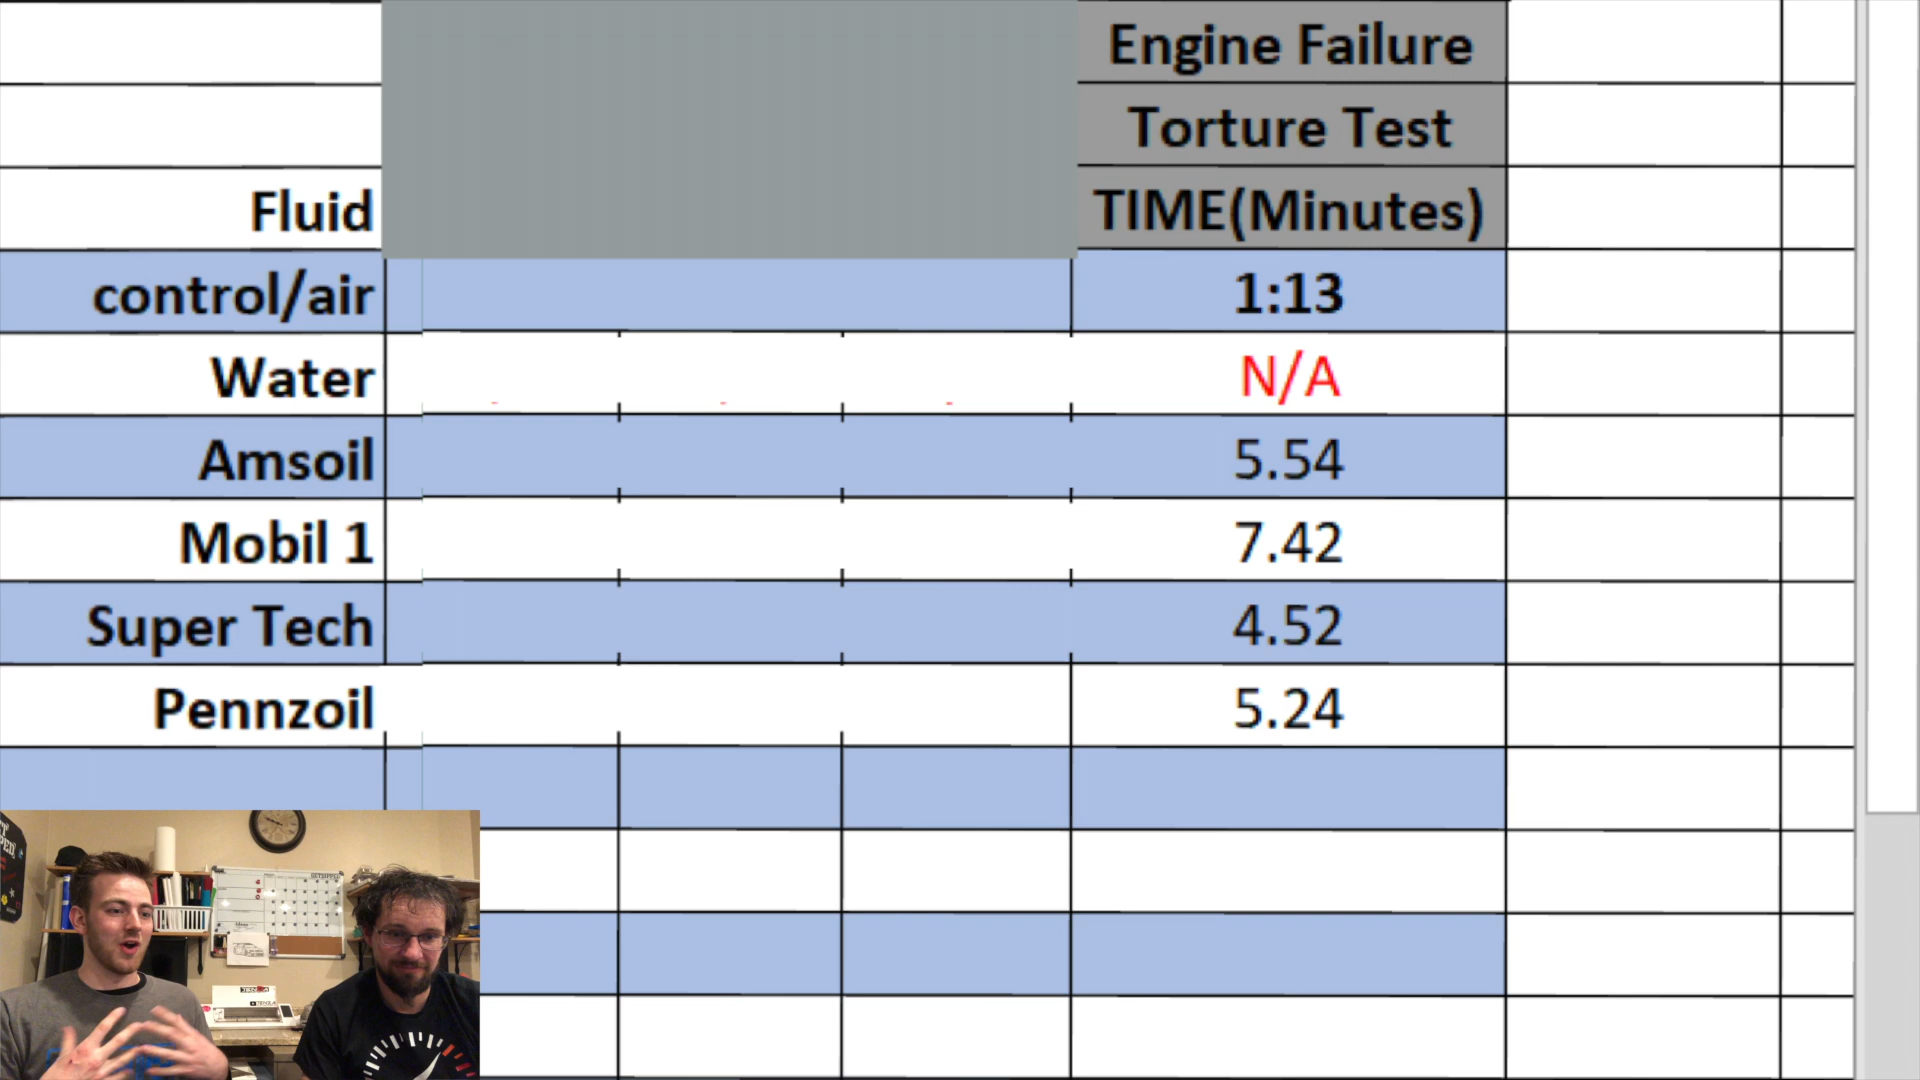 Engine Failure
Torture Test
Fluid TIME(Minutes)
control/air 1:13
Water N/A
Amsoil 5.54
Mobil 1 7.42
Super Tech 4.52
Pennzoil 5.24